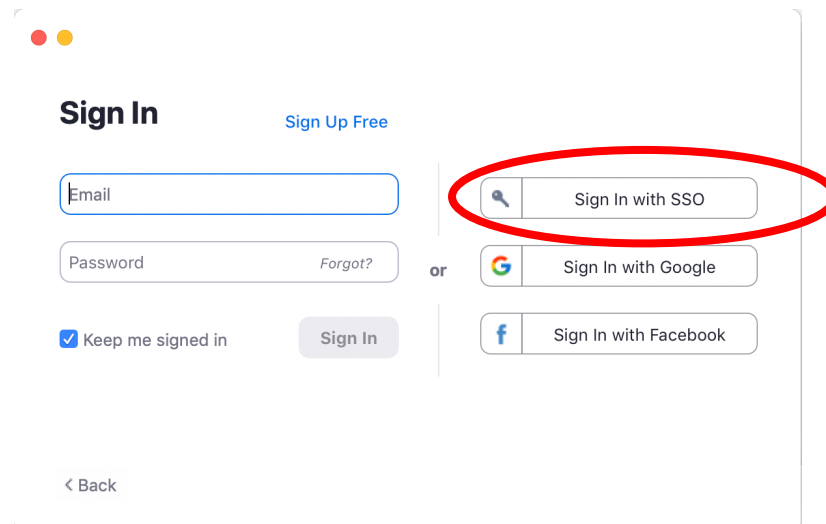 Sign In
Sign Up Free
Email
Password
Forgot?
Keep me signed in
Sign In
or
Sign In with SSO
Sign In with Google
Sign In with Facebook
< Back